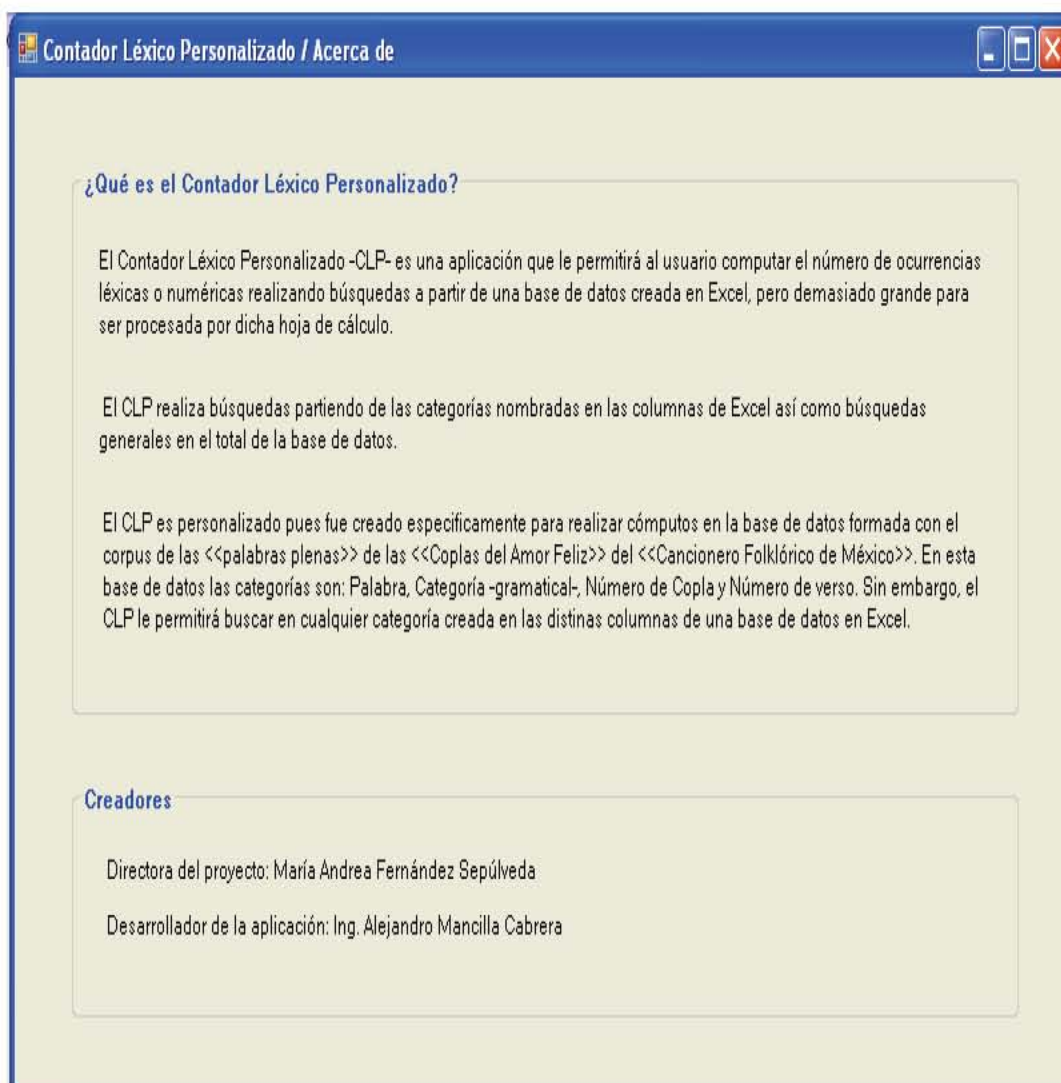 Contador Léxico Personalizado / Acerca de
¿Qué es el Contador Léxico Personalizado?
El Contador Léxico Personalizado -CLP- es una aplicación que le permitirá al usuario computar el número de ocurrencias
léxicas o numéricas realizando búsquedas a partir de una base de datos creada en Excel, pero demasiado grande para
ser procesada por dicha hoja de cálculo.
El CLP realiza búsquedas partiendo de las categorías nombradas en las columnas de Excel así como búsquedas
generales en el total de la base de datos.
El CLP es personalizado pues fue creado especificamente para realizar cómputos en la base de datos formada con el
corpus de las <<palabras plenas>> de las <<Coplas del Amor Feliz>> del <<Cancionero Folklórico de México>>. En esta
base de datos las categorías son: Palabra, Categoría -gramatical-, Número de Copla y Número de verso. Sin embargo, el
CLP le permitirá buscar en cualquier categoría creada en las distinas columnas de una base de datos en Excel.
Creadores
Directora del proyecto: María Andrea Fernández Sepúlveda
Desarrollador de la aplicación: Ing. Alejandro Mancilla Cabrera